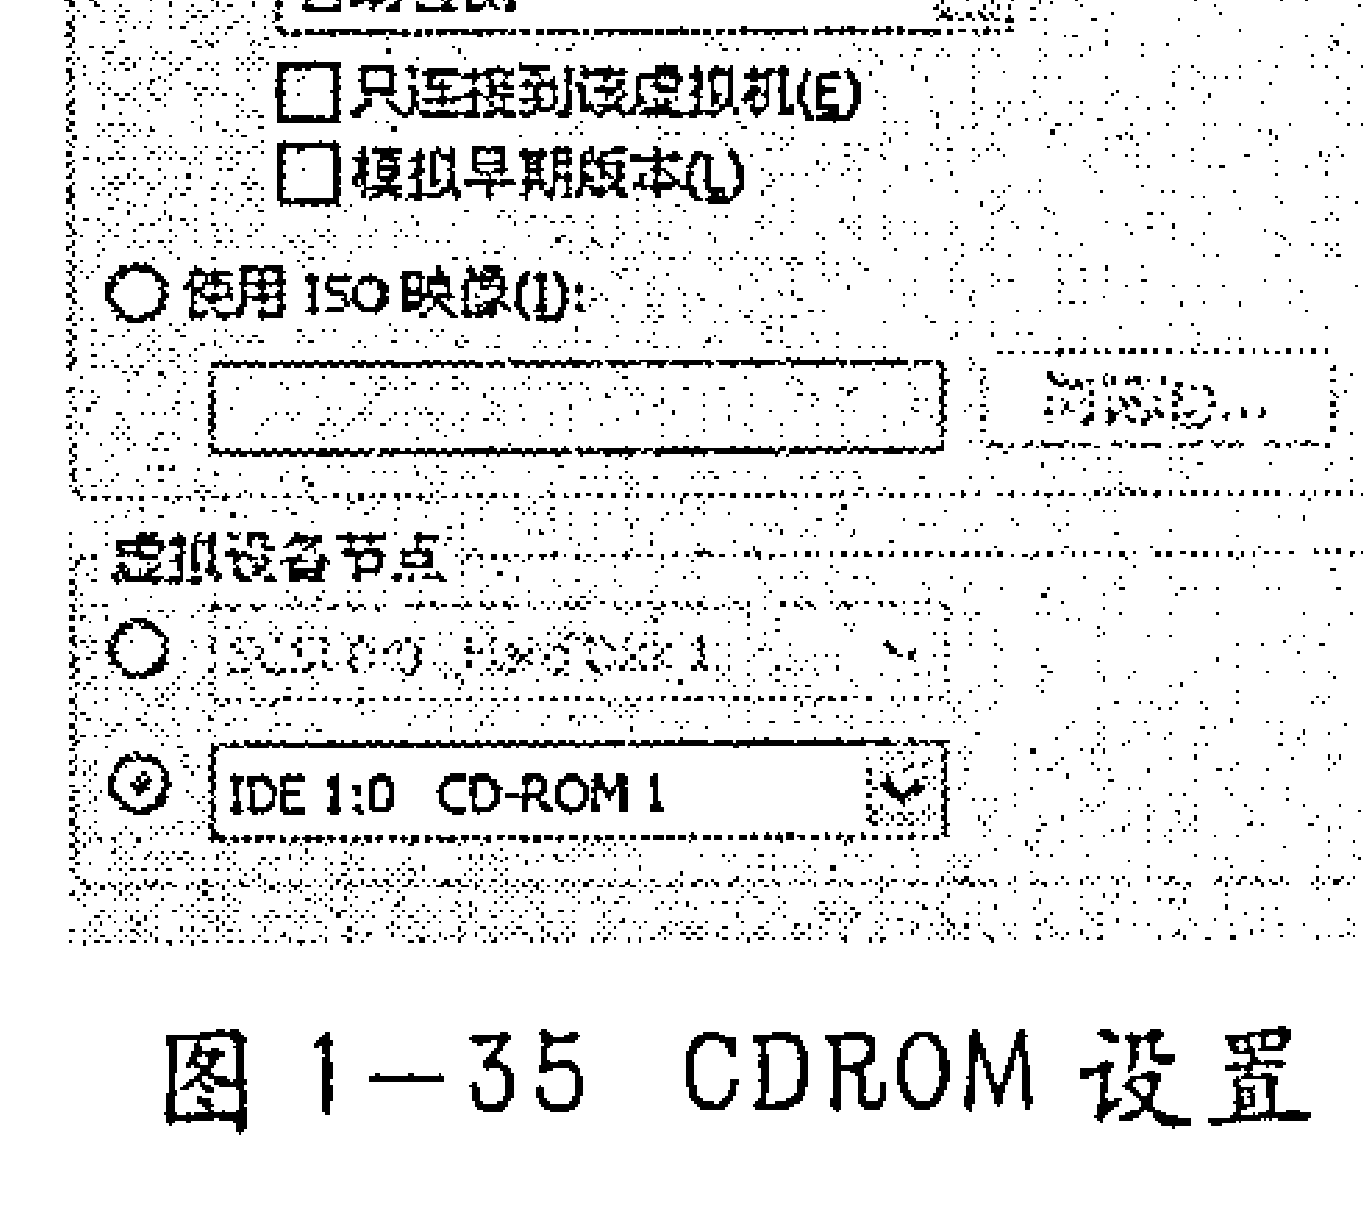 只连接到该虚拟机(E)
模拟早期版本(L)
使用 ISO 映像(I):
虚拟设备节点
IDE 1:0 CD-ROM 1
图 1－35 CDROM 设置